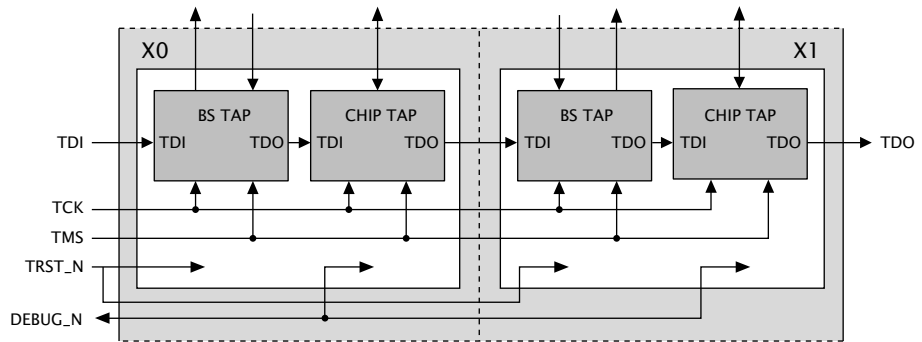 X0
X1
BS TAP
CHIP TAP
BS TAP
CHIP TAP
TDI
TDI
TDO
TDI
TDO
TDI
TDO
TDI
TDO
TDO
TCK
TMS
TRST_N
DEBUG_N